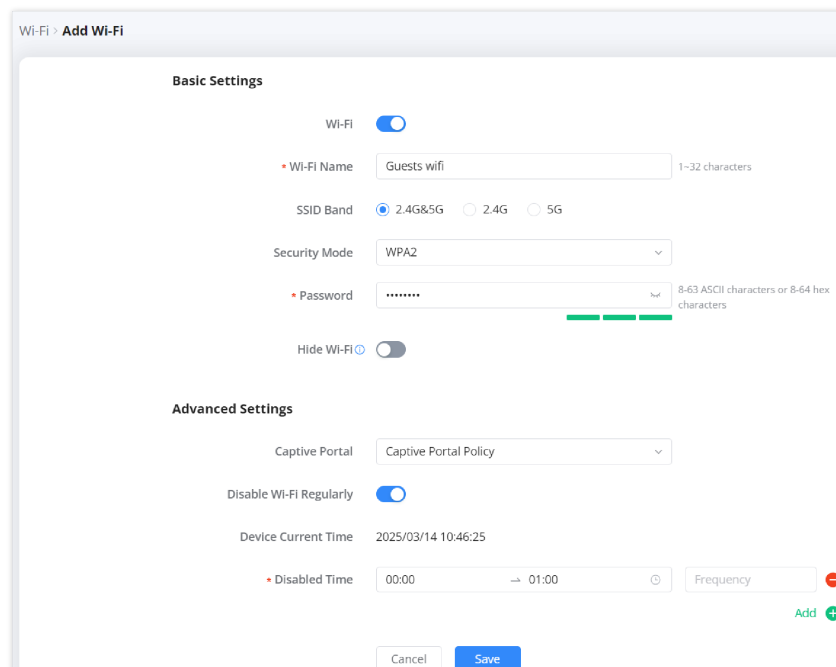 Wi-Fi > Add Wi-Fi
Basic Settings
Wi-Fi
* Wi-Fi Name Guests wifi 1~32 characters
SSID Band 2.4G&5G 2.4G 5G
Security Mode WPA2
* Password •••••••• 8-63 ASCII characters or 8-64 hex
characters
Hide Wi-Fi
Advanced Settings
Captive Portal Captive Portal Policy
Disable Wi-Fi Regularly
Device Current Time 2025/03/14 10:46:25
* Disabled Time 00:00 → 01:00 Frequency
Add
Cancel Save